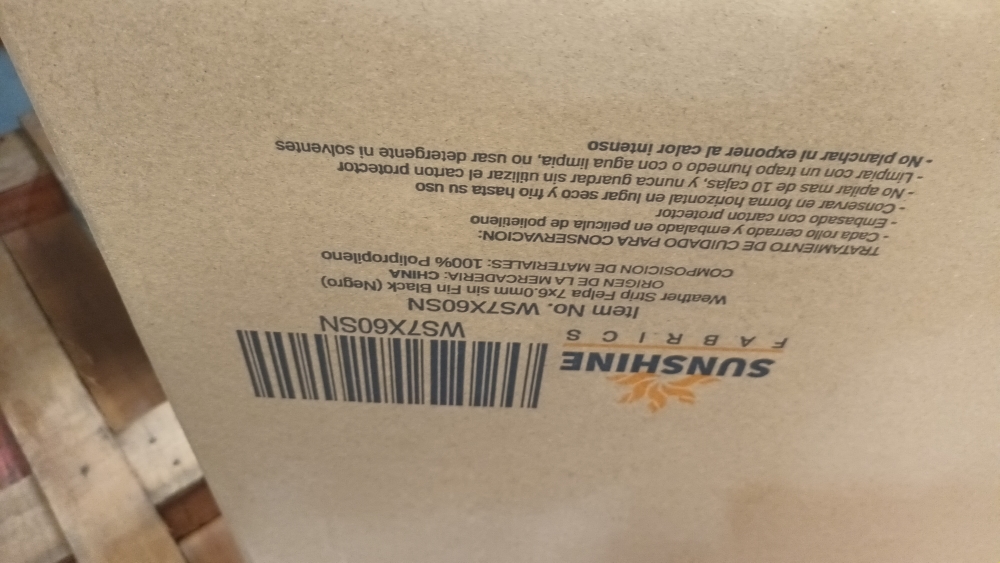 SUNSHINE
FABRICS
WS7X60SN
Item No. WS7X60SN
Weather Strip Felpa 7x6.0mm sin Fin Black (Negro)
ORIGEN DE LA MERCADERIA: CHINA
COMPOSICION DE MATERIALES: 100% Polipropileno
TRATAMIENTO DE CUIDADO PARA CONSERVACION:
- Cada rollo cerrado y embalado en pelicula de polietileno
- Embasado con carton protector
- Conservar en forma horizontal en lugar seco y frio hasta su uso
- No apilar mas de 10 cajas, y nunca guardar sin utilizar el carton protector
- Limpiar con un trapo humedo o con agua limpia, no usar detergente ni solventes
- No planchar ni exponer al calor intenso